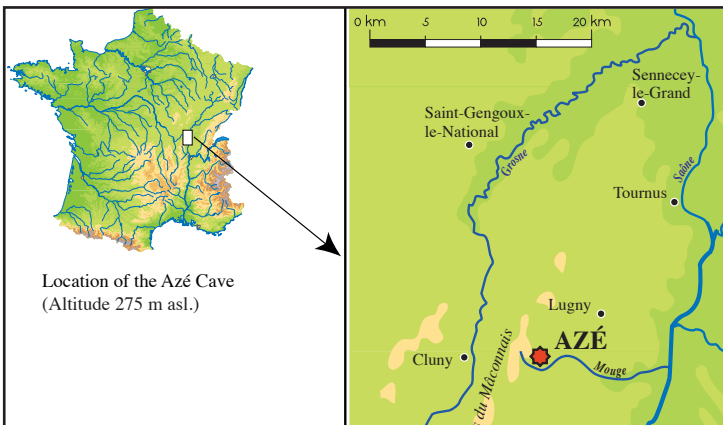 Location of the Azé Cave
(Altitude 275 m asl.)
0 km 5 10 15 20 km
Sennecey-
le-Grand
Saint-Gengoux-
le-National
Grosne
Saône
Tournus
Lugny
AZÉ
Cluny
Mouge
du Mâconnais